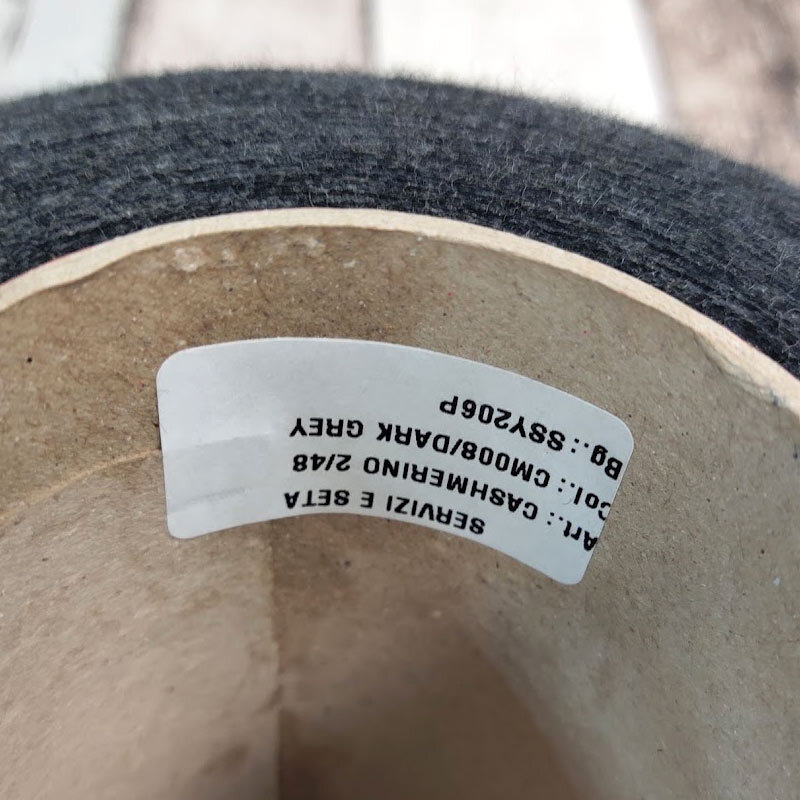 SERVIZI E SETA
Art.: CASHMERINO 2/48
Col.: CM008/DARK GREY
Bg.: SSY206P